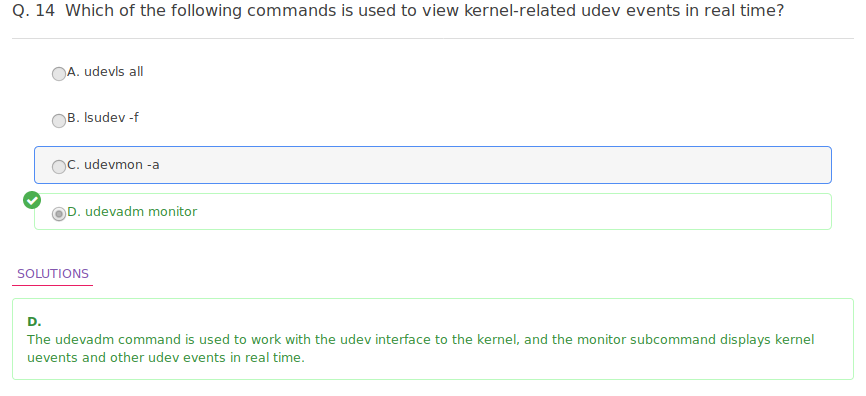 Q. 14 Which of the following commands is used to view kernel-related udev events in real time?
A. udevls all
B. lsudev -f
C. udevmon -a
D. udevadm monitor
SOLUTIONS
D.
The udevadm command is used to work with the udev interface to the kernel, and the monitor subcommand displays kernel
uevents and other udev events in real time.